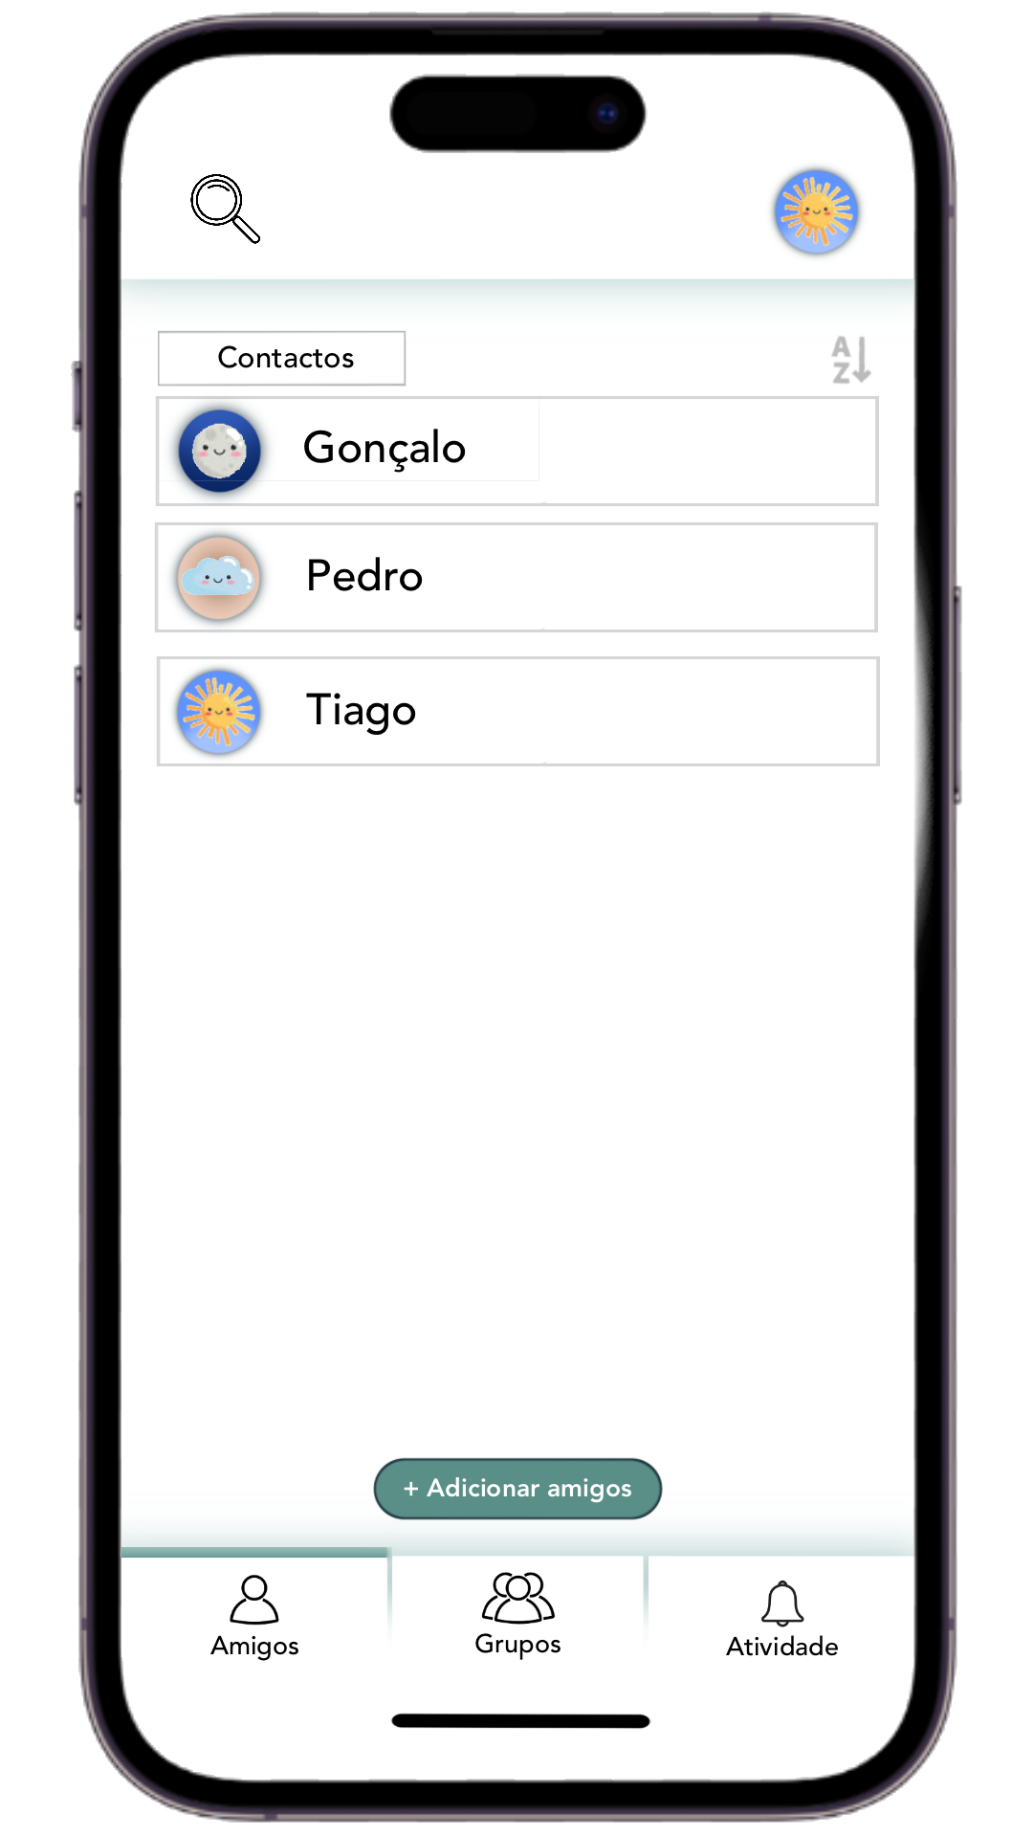 Contactos
A
Z
Gonçalo
Pedro
Tiago
+ Adicionar amigos
Amigos
Grupos
Atividade